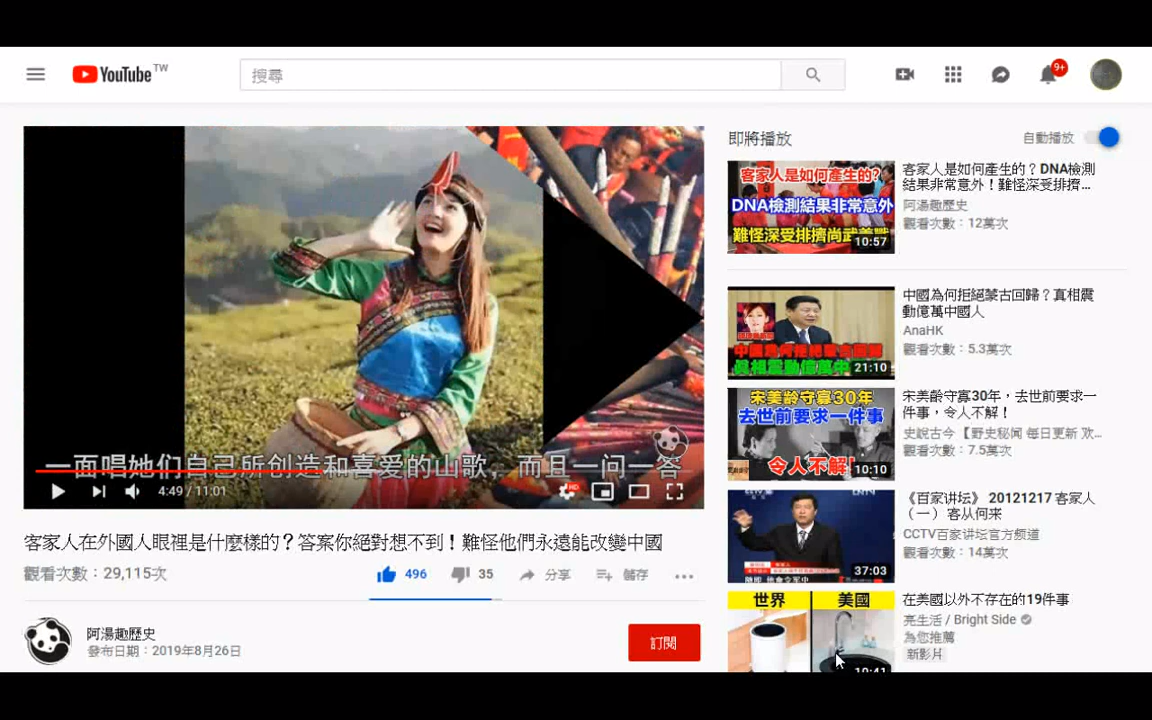 YouTube TW
搜尋
9+
一面唱她们自己所创造和喜爱的山歌，而且一问一答
4:49 / 11:01
HD
客家人在外國人眼裡是什麼樣的？答案你絕對想不到！難怪他們永遠能改變中國
觀看次數：29,115次
496
35
分享
儲存
阿湯趣歷史
發布日期：2019年8月26日
訂閱
即將播放
自動播放
客家人是如何產生的?
DNA檢測結果非常意外
難怪深受排擠尚武善戰
10:57
客家人是如何產生的？DNA檢測
結果非常意外！難怪深受排擠...
阿湯趣歷史
觀看次數：12萬次
21:10
中國為何拒絕蒙古回歸？真相震
動億萬中國人
AnaHK
觀看次數：5.3萬次
宋美齡守寡30年
去世前要求一件事
令人不解!
10:10
宋美齡守寡30年，去世前要求一
件事，令人不解！
史說古今【野史秘闻 每日更新 欢...
觀看次數：7.5萬次
37:03
《百家讲坛》 20121217 客家人
（一） 客从何来
CCTV百家讲坛官方频道
觀看次數：14萬次
世界
美國
10:41
在美國以外不存在的19件事
亮生活 / Bright Side
為您推薦
新影片